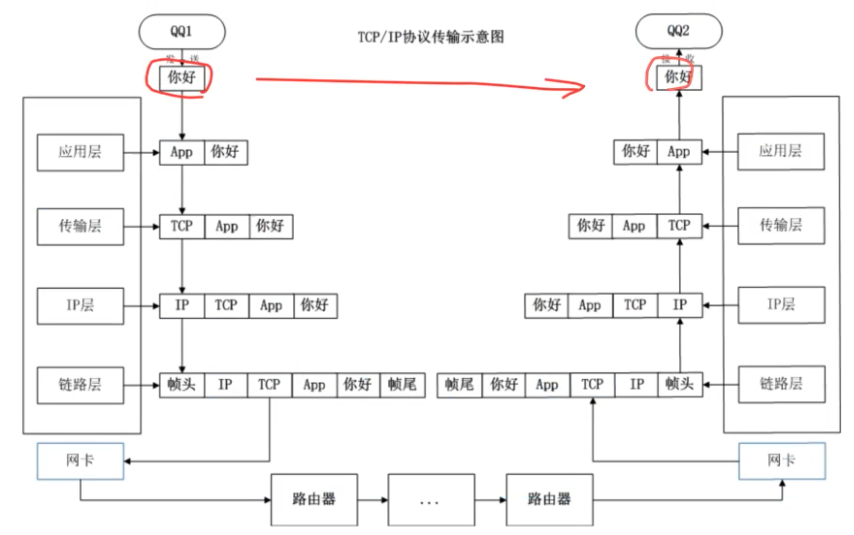 QQ1
TCP/IP协议传输示意图
QQ2
发 送
接 收
你好
你好
应用层
App 你好
你好 App
应用层
传输层
TCP App 你好
你好 App TCP
传输层
IP层
IP TCP App 你好
你好 App TCP IP
IP层
链路层
帧头 IP TCP App 你好 帧尾
帧尾 你好 App TCP IP 帧头
链路层
网卡
网卡
路由器
...
路由器